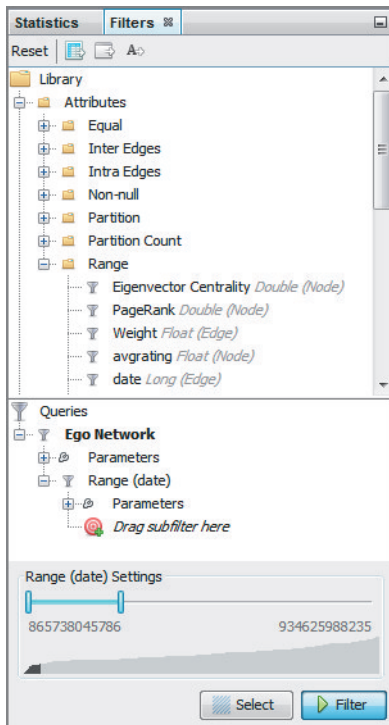 Statistics Filters
Reset A
Library
Attributes
Equal
Inter Edges
Intra Edges
Non-null
Partition
Partition Count
Range
Eigenvector Centrality Double (Node)
PageRank Double (Node)
Weight Float (Edge)
avgrating Float (Node)
date Long (Edge)
Queries
Ego Network
Parameters
Range (date)
Parameters
Drag subfilter here
Range (date) Settings
865738045786 934625988235
Select Filter